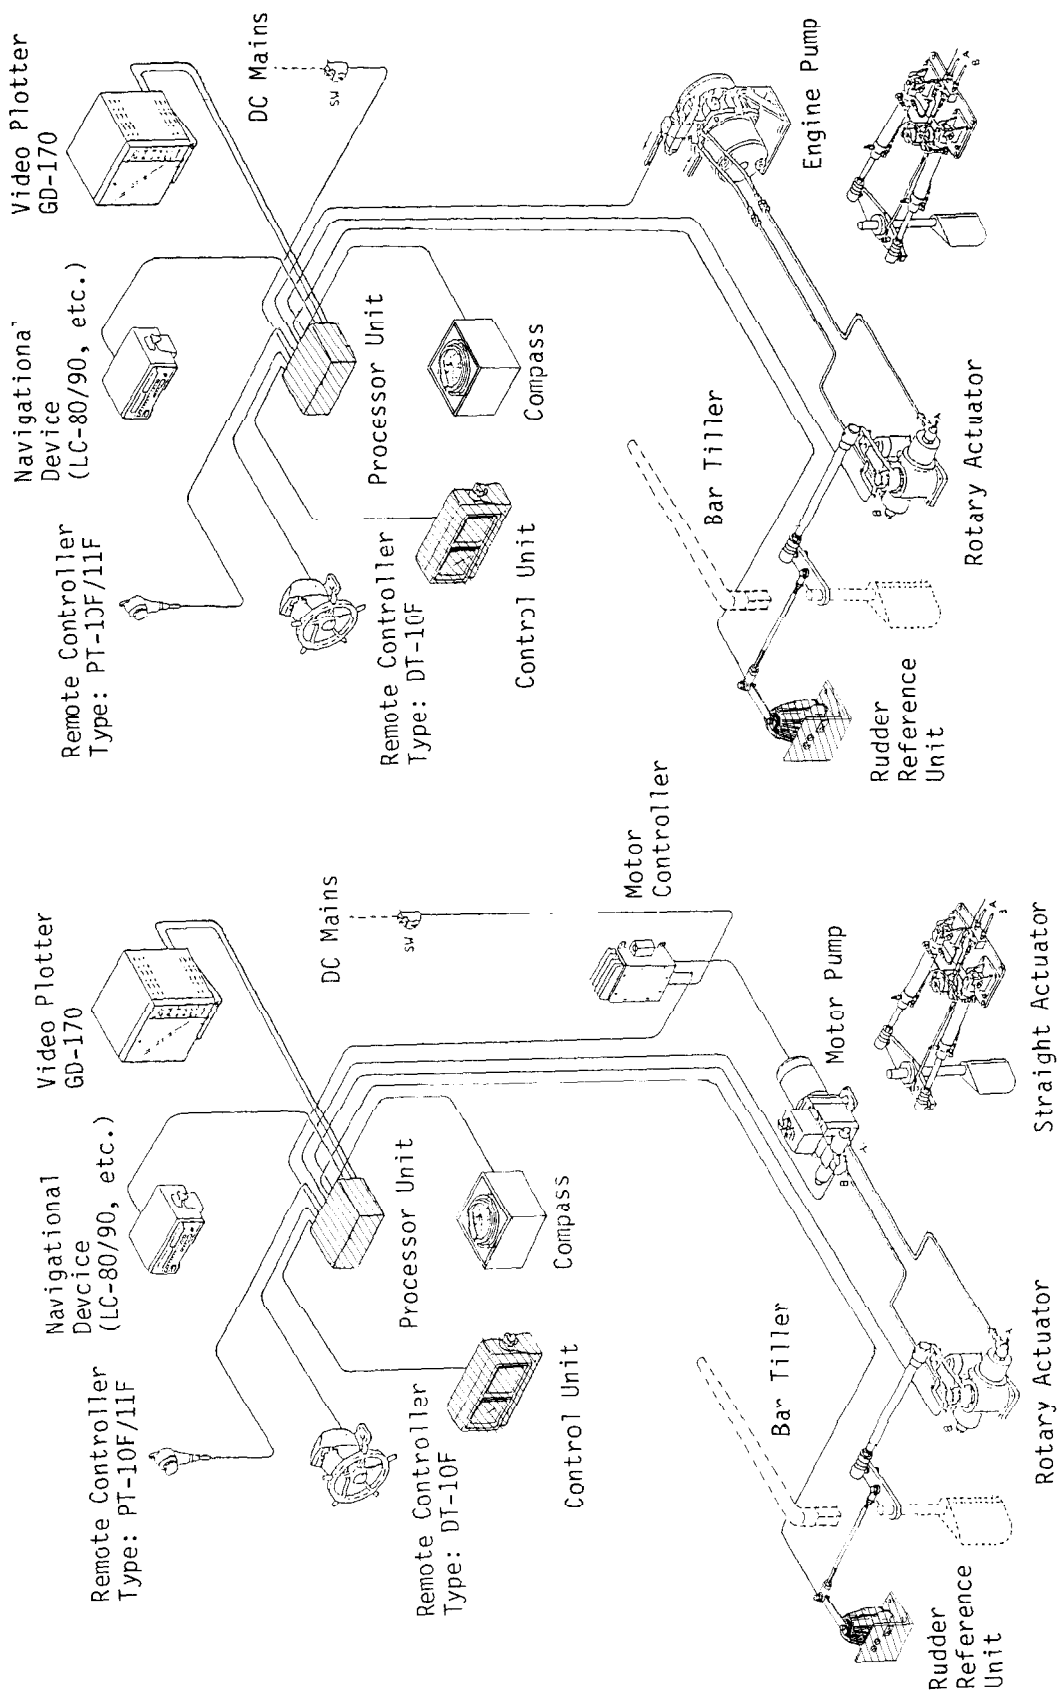 Video Plotter
GD-170
Navigational
Devcice
(LC-80/90, etc.)
Remote Controller
Type: PT-10F/11F
DC Mains
SW
Processor Unit
Remote Controller
Type: DT-10F
Compass
Control Unit
Motor
Controller
Bar Tiller
Motor Pump
A
B
A
B
A
Rudder
Reference
Unit
Rotary Actuator
Straight Actuator
Video Plotter
GD-170
Navigational
Device
(LC-80/90, etc.)
Remote Controller
Type: PT-10F/11F
DC Mains
SW
Processor Unit
Remote Controller
Type: DT-10F
Compass
Control Unit
Bar Tiller
Engine Pump
A
B
A
B
Rudder
Reference
Unit
Rotary Actuator